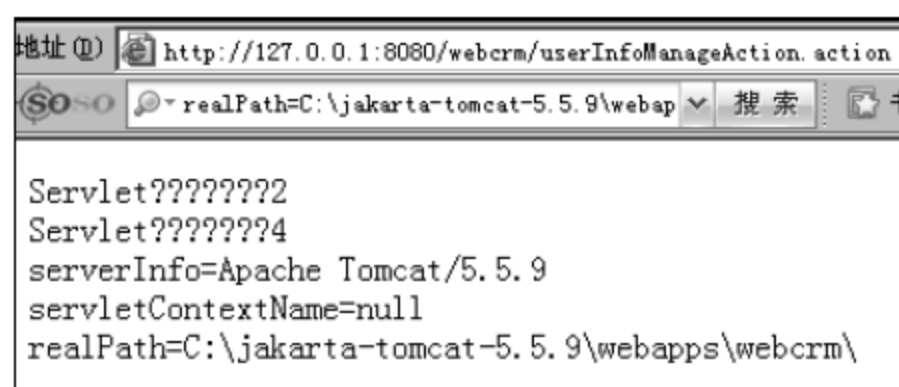 地址(D) http://127.0.0.1:8080/webcrm/userInfoManageAction.action
SOSO realPath=C:\jakarta-tomcat-5.5.9\webap 搜索
Servlet????????2
Servlet????????4
serverInfo=Apache Tomcat/5.5.9
servletContextName=null
realPath=C:\jakarta-tomcat-5.5.9\webapps\webcrm\